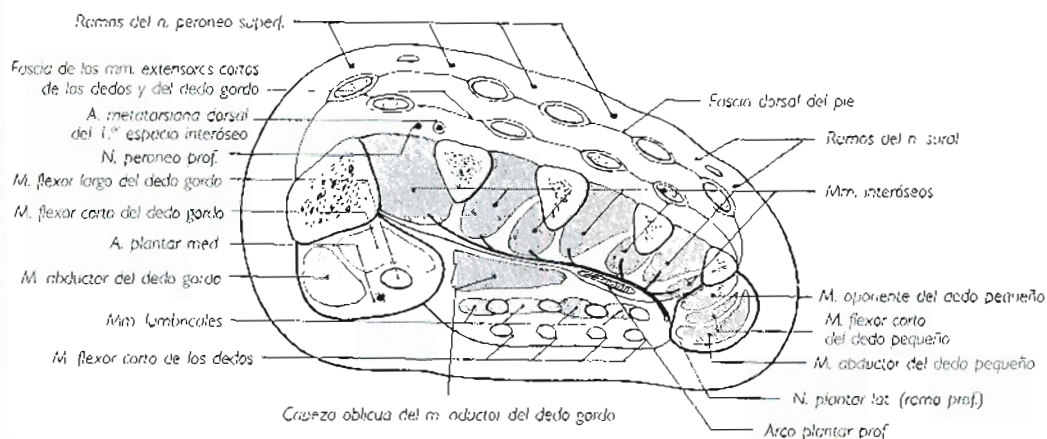 Ramas del n. peroneo superf.
Fascia de los mm. extensores cortos
de los dedos y del dedo gordo
A. metatarsiana dorsal
del 1.er espacio interóseo
N. peroneo prof.
M. flexor largo del dedo gordo
M. flexor corto del dedo gordo
A. plantar med
M. abductor del dedo gordo
Mm. lumbricales
M. flexor corto de los dedos
Cabeza oblicua del m. aductor del dedo gordo
Fascia dorsal del pie
Ramas del n. sural
Mm. interóseos
M. oponente del dedo pequeño
M. flexor corto
del dedo pequeño
M. abductor del dedo pequeño
N. plantar lat. (ramo prof.)
Arco plantar prof